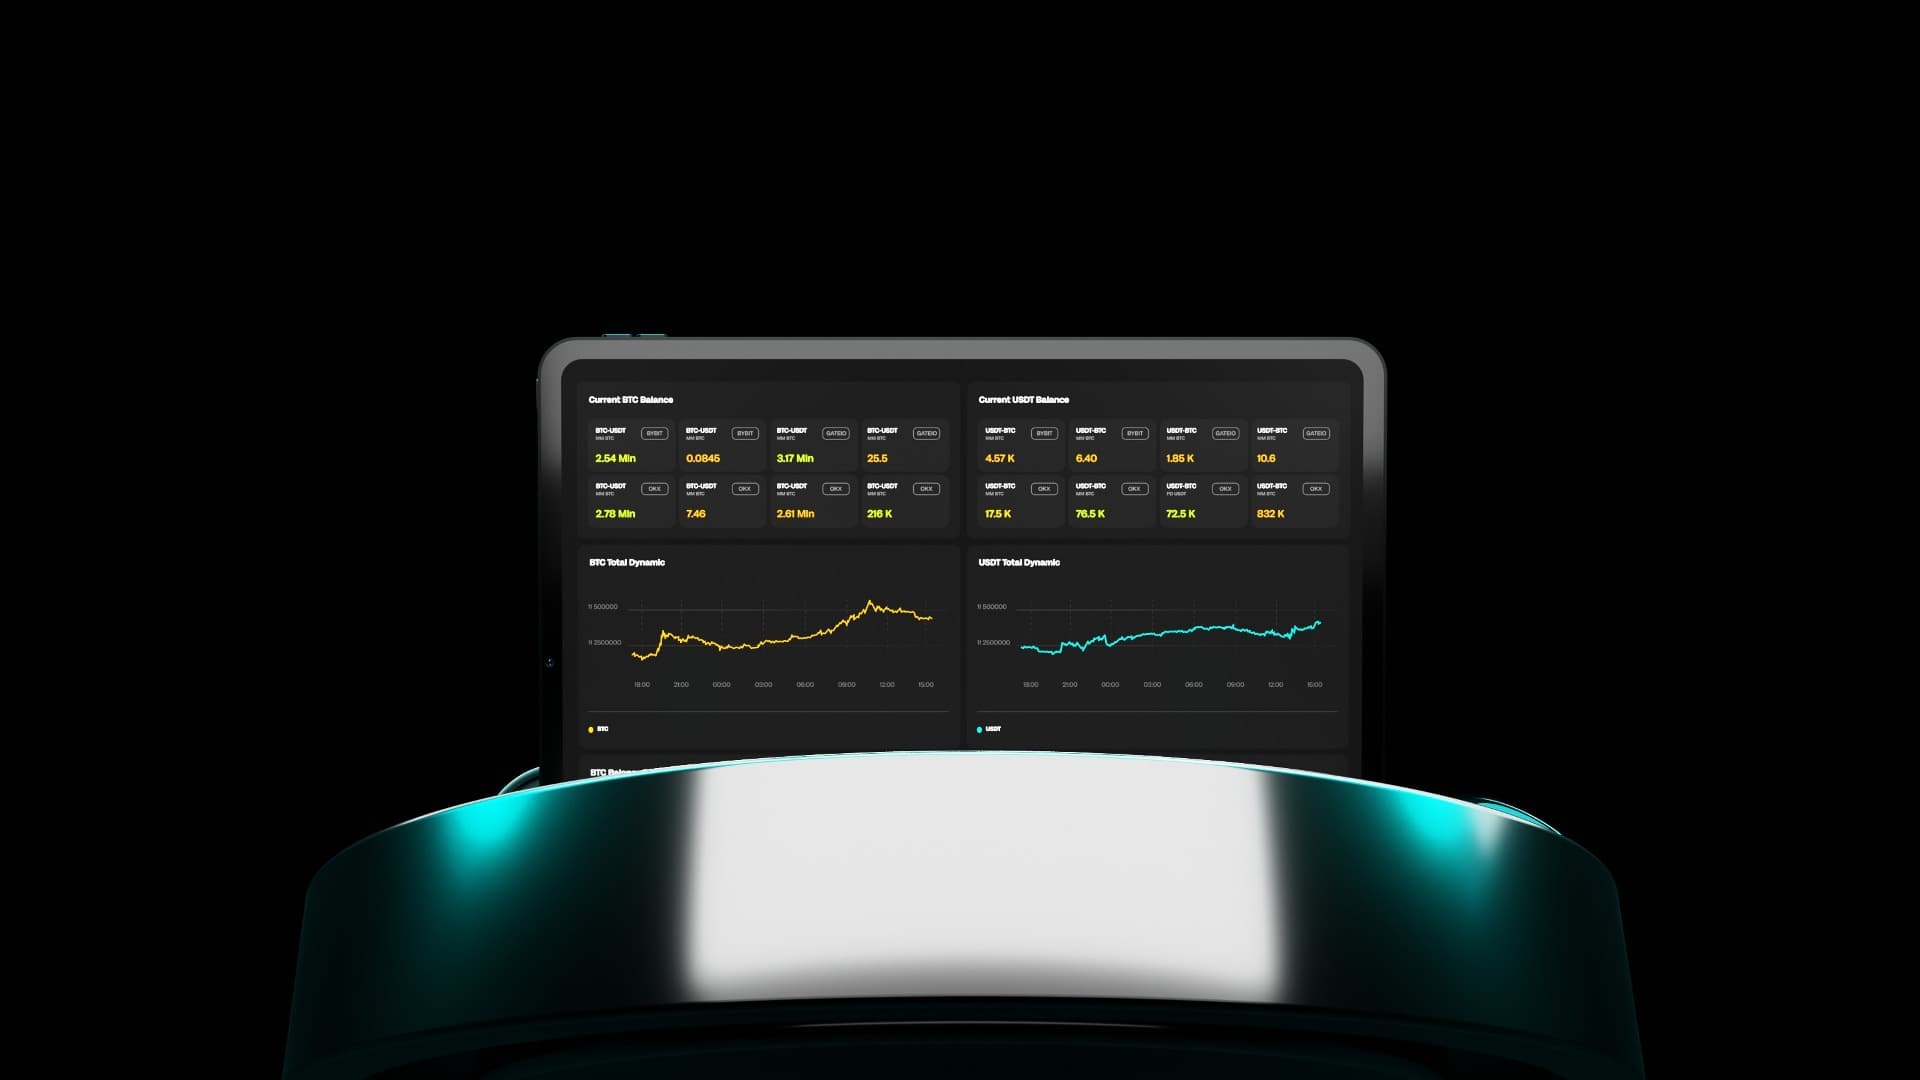 Current BTC Balance
BTC-USDT BYBIT BTC-USDT BYBIT BTC-USDT GATEIO BTC-USDT GATEIO
MM BTC MM BTC MM BTC MM BTC
2.54 Mln 0.0845 3.17 Mln 25.5
BTC-USDT OKX BTC-USDT OKX BTC-USDT OKX BTC-USDT OKX
MM BTC MM BTC MM BTC MM BTC
2.78 Mln 7.46 2.61 Mln 216 K
Current USDT Balance
USDT-BTC BYBIT USDT-BTC BYBIT USDT-BTC GATEIO USDT-BTC GATEIO
MM BTC MM BTC MM BTC MM BTC
4.57 K 6.40 1.85 K 10.6
USDT-BTC OKX USDT-BTC OKX USDT-BTC OKX USDT-BTC OKX
MM BTC MM BTC FD USDT MM BTC
17.5 K 76.5 K 72.5 K 832 K
BTC Total Dynamic
11 500000
11 2500000
18:00 21:00 00:00 03:00 06:00 09:00 12:00 15:00
BTC
USDT Total Dynamic
11 500000
11 2500000
18:00 21:00 00:00 03:00 06:00 09:00 12:00 15:00
USDT
BTC